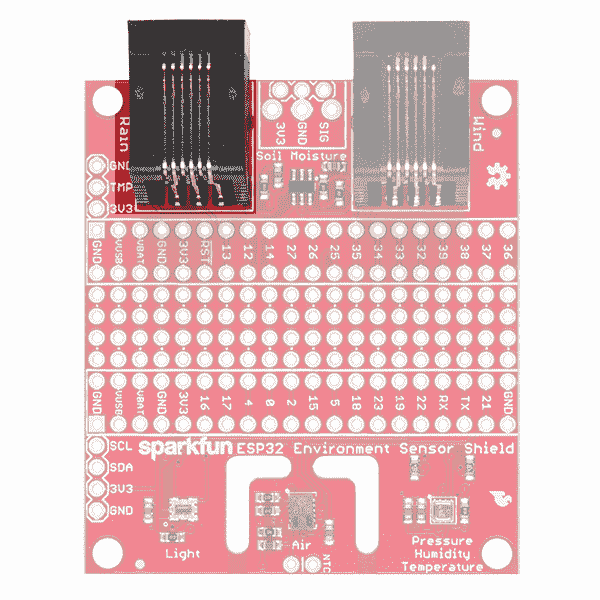 Rain
3V3
GND
SIG
Wind
Soil Moisture
GND
TMP
3V3
GND VUSB VBAT GND 3V3 RST 13 12 14 27 26 25 35 34 33 32 39 38 37 36
GND VUSB VBAT GND 3V3 16 17 4 0 2 15 5 18 23 19 22 RX TX 21 GND
SCL
sparkfun ESP32 Environment Sensor Shield
SDA
3V3
GND
Light
Air
NTC
Pressure
Humidity
Temperature